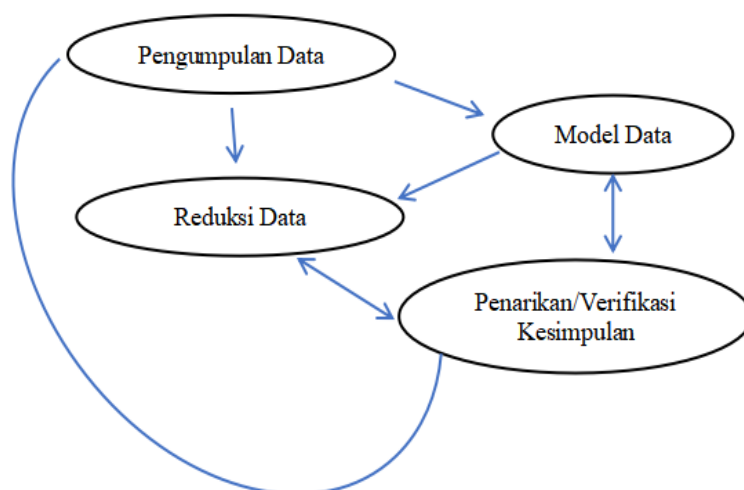 Pengumpulan Data
Model Data
Reduksi Data
Penarikan/Verifikasi
Kesimpulan